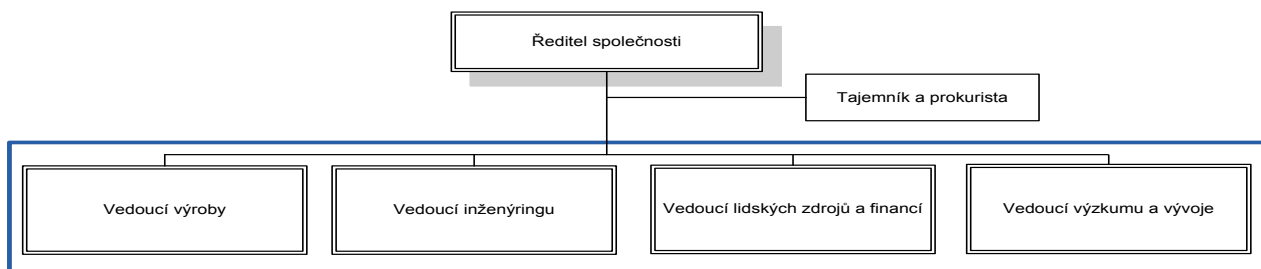 Ředitel společnosti
Tajemník a prokurista
Vedoucí výroby
Vedoucí inženýringu
Vedoucí lidských zdrojů a financí
Vedoucí výzkumu a vývoje